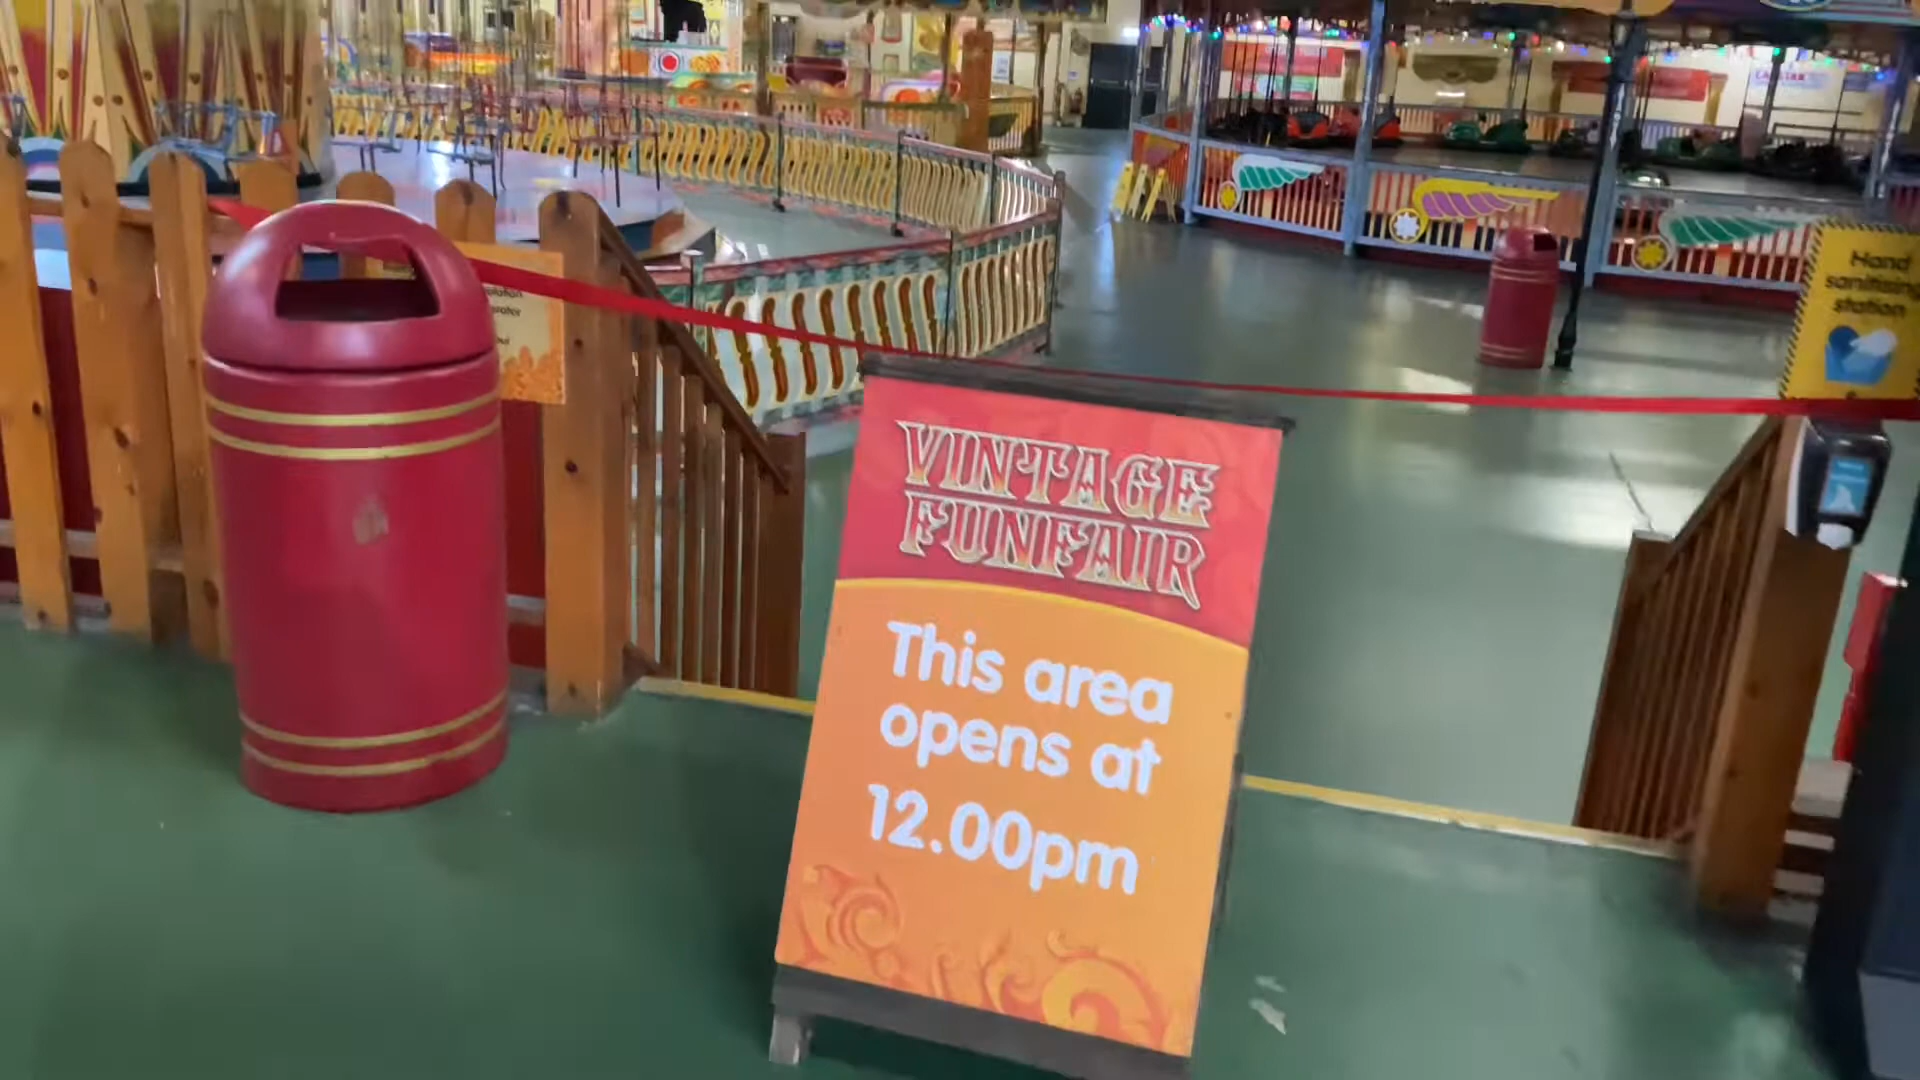 VINTAGE
FUNFAIR
This area
opens at
12.00pm
Hand
sanitising
station